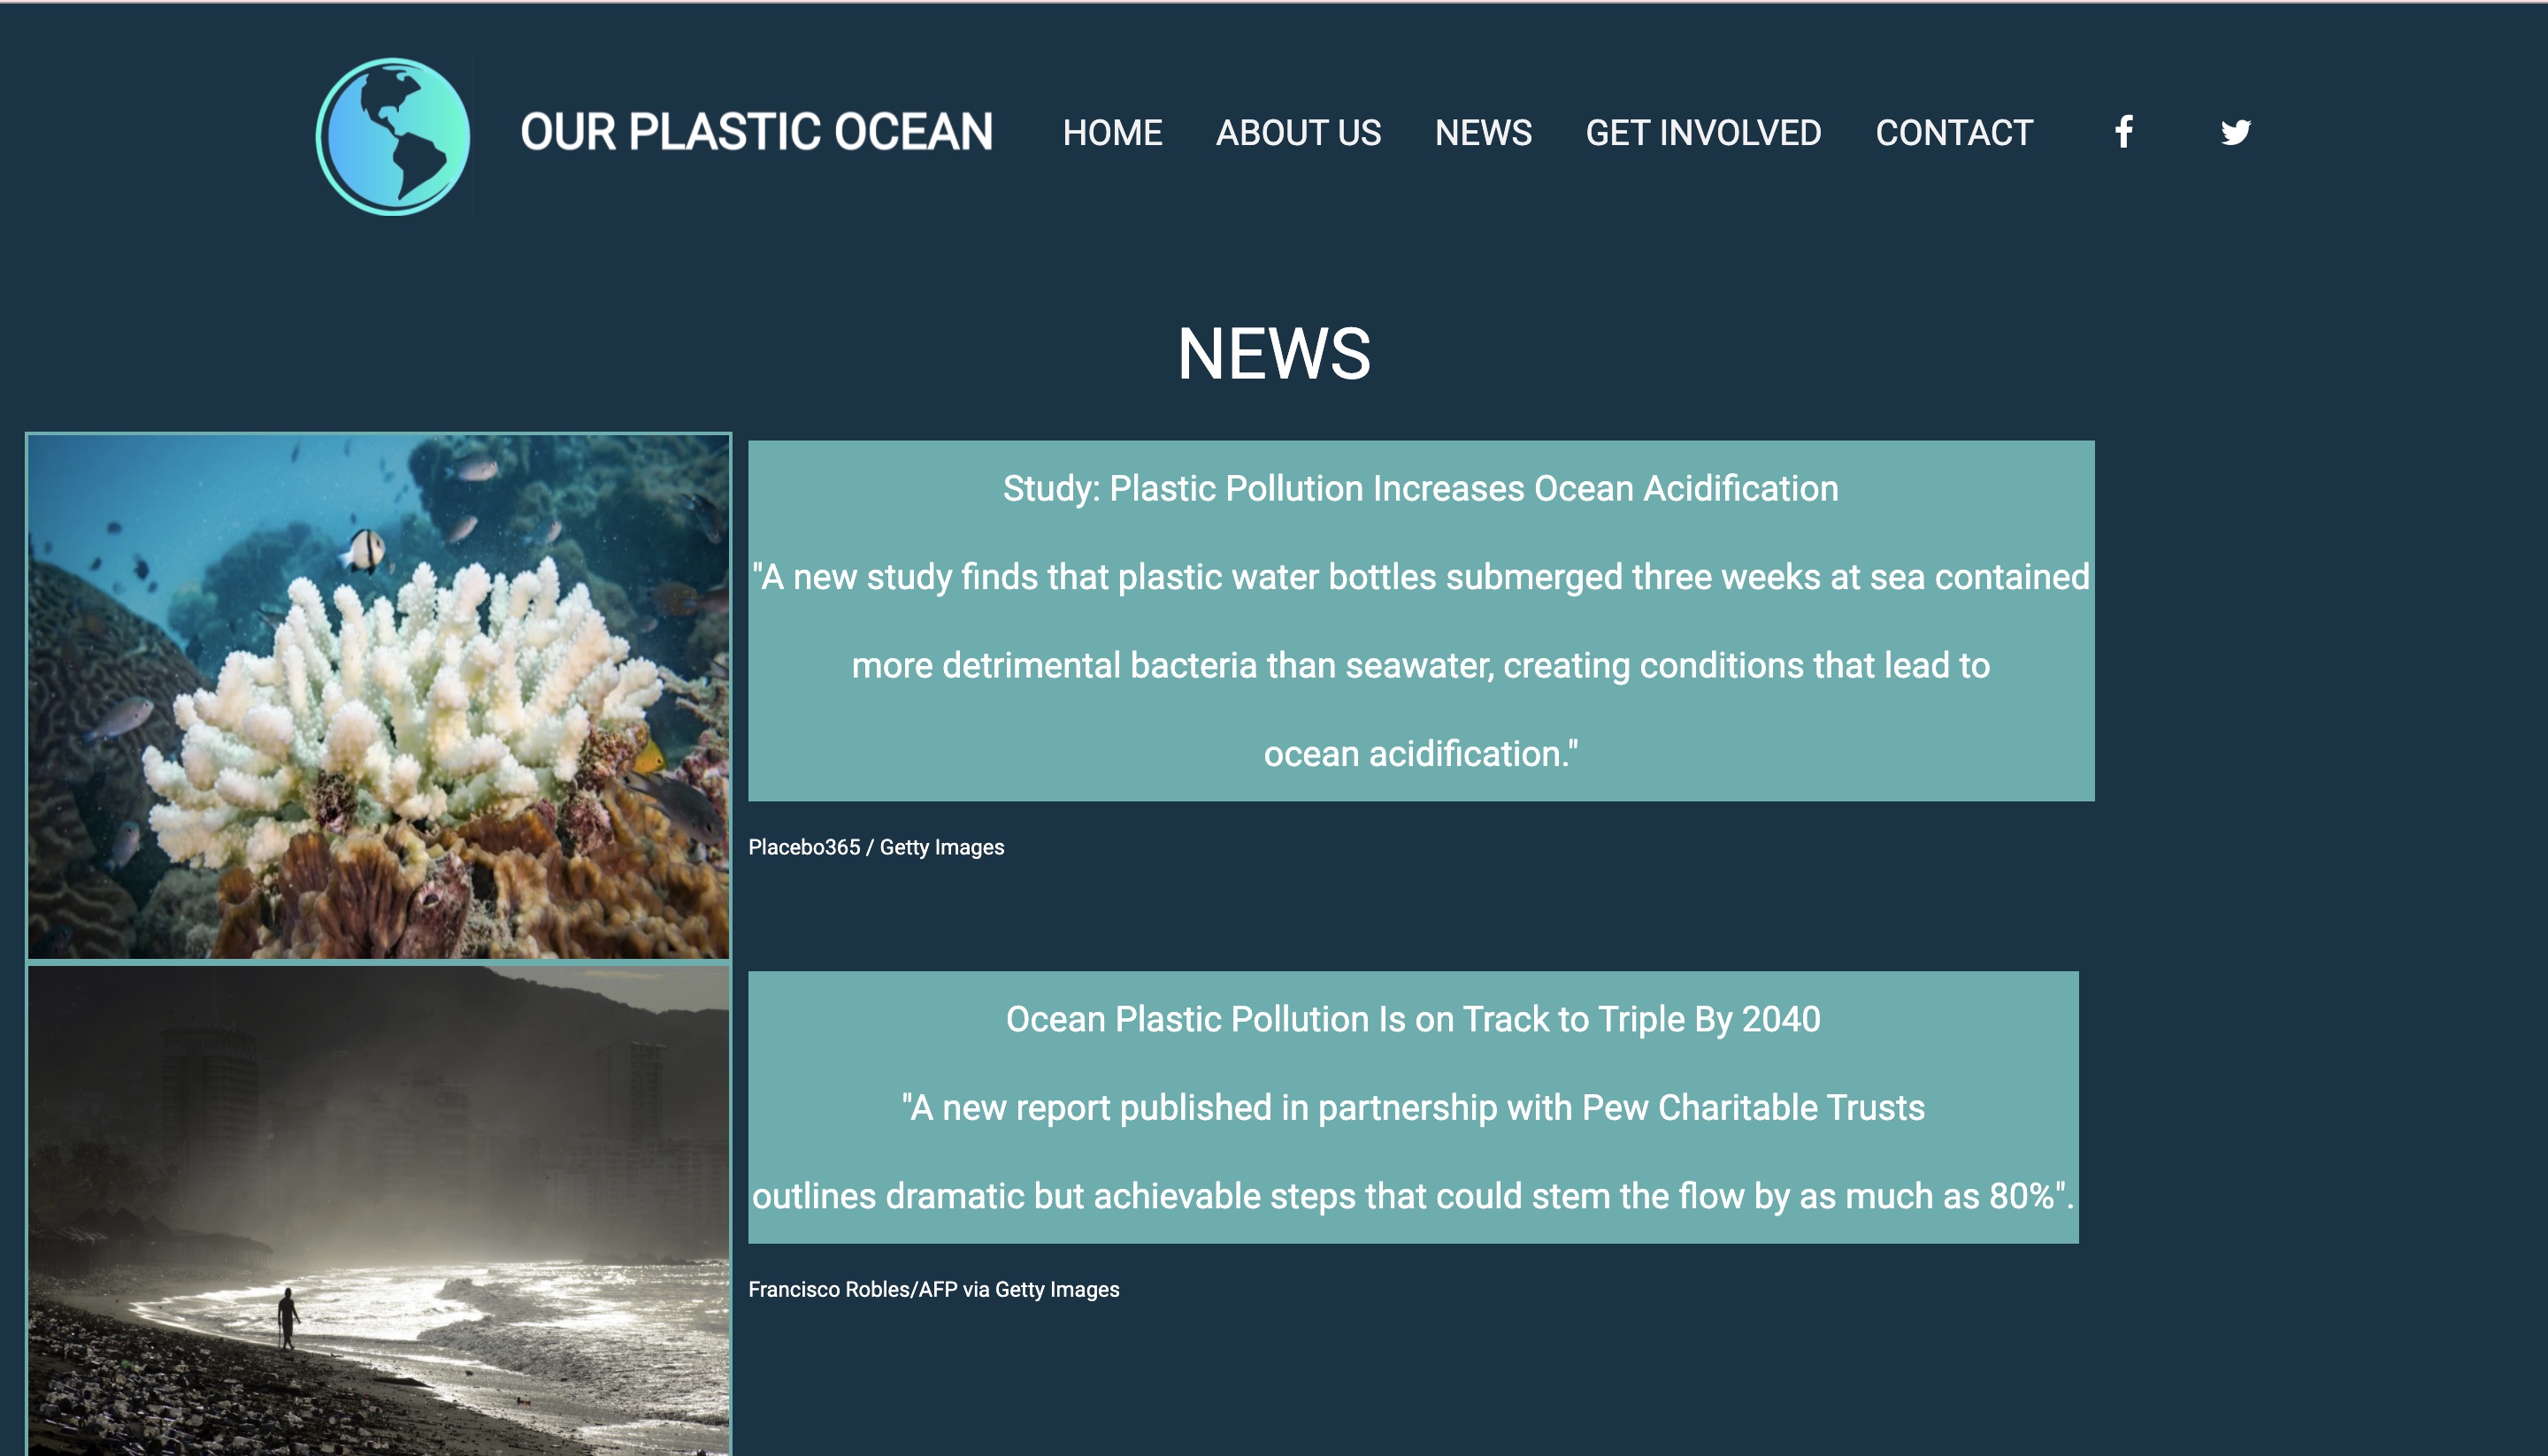 OUR PLASTIC OCEAN
HOME ABOUT US NEWS GET INVOLVED CONTACT
NEWS
Study: Plastic Pollution Increases Ocean Acidification
"A new study finds that plastic water bottles submerged three weeks at sea contained
more detrimental bacteria than seawater, creating conditions that lead to
ocean acidification."
Placebo365 / Getty Images
Ocean Plastic Pollution Is on Track to Triple By 2040
"A new report published in partnership with Pew Charitable Trusts
outlines dramatic but achievable steps that could stem the flow by as much as 80%".
Francisco Robles/AFP via Getty Images